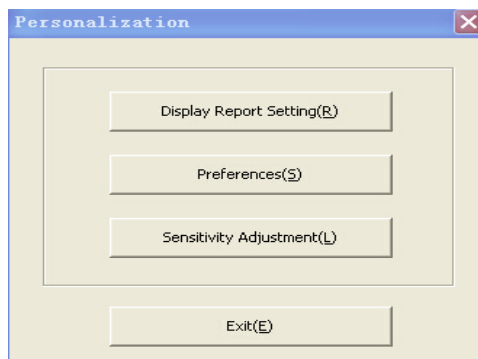 Personalization
Display Report Setting(R)
Preferences(S)
Sensitivity Adjustment(L)
Exit(E)